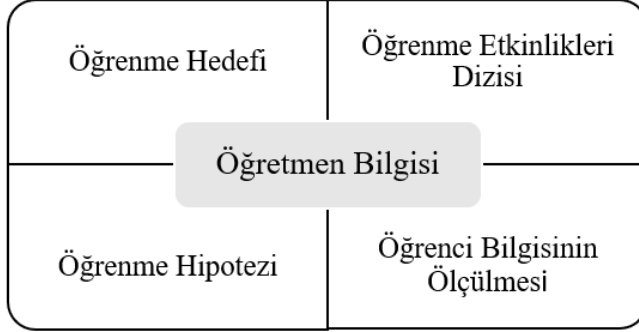 Öğrenme Hedefi
Öğrenme Etkinlikleri
Dizisi
Öğretmen Bilgisi
Öğrenme Hipotezi
Öğrenci Bilgisinin
Ölçülmesi